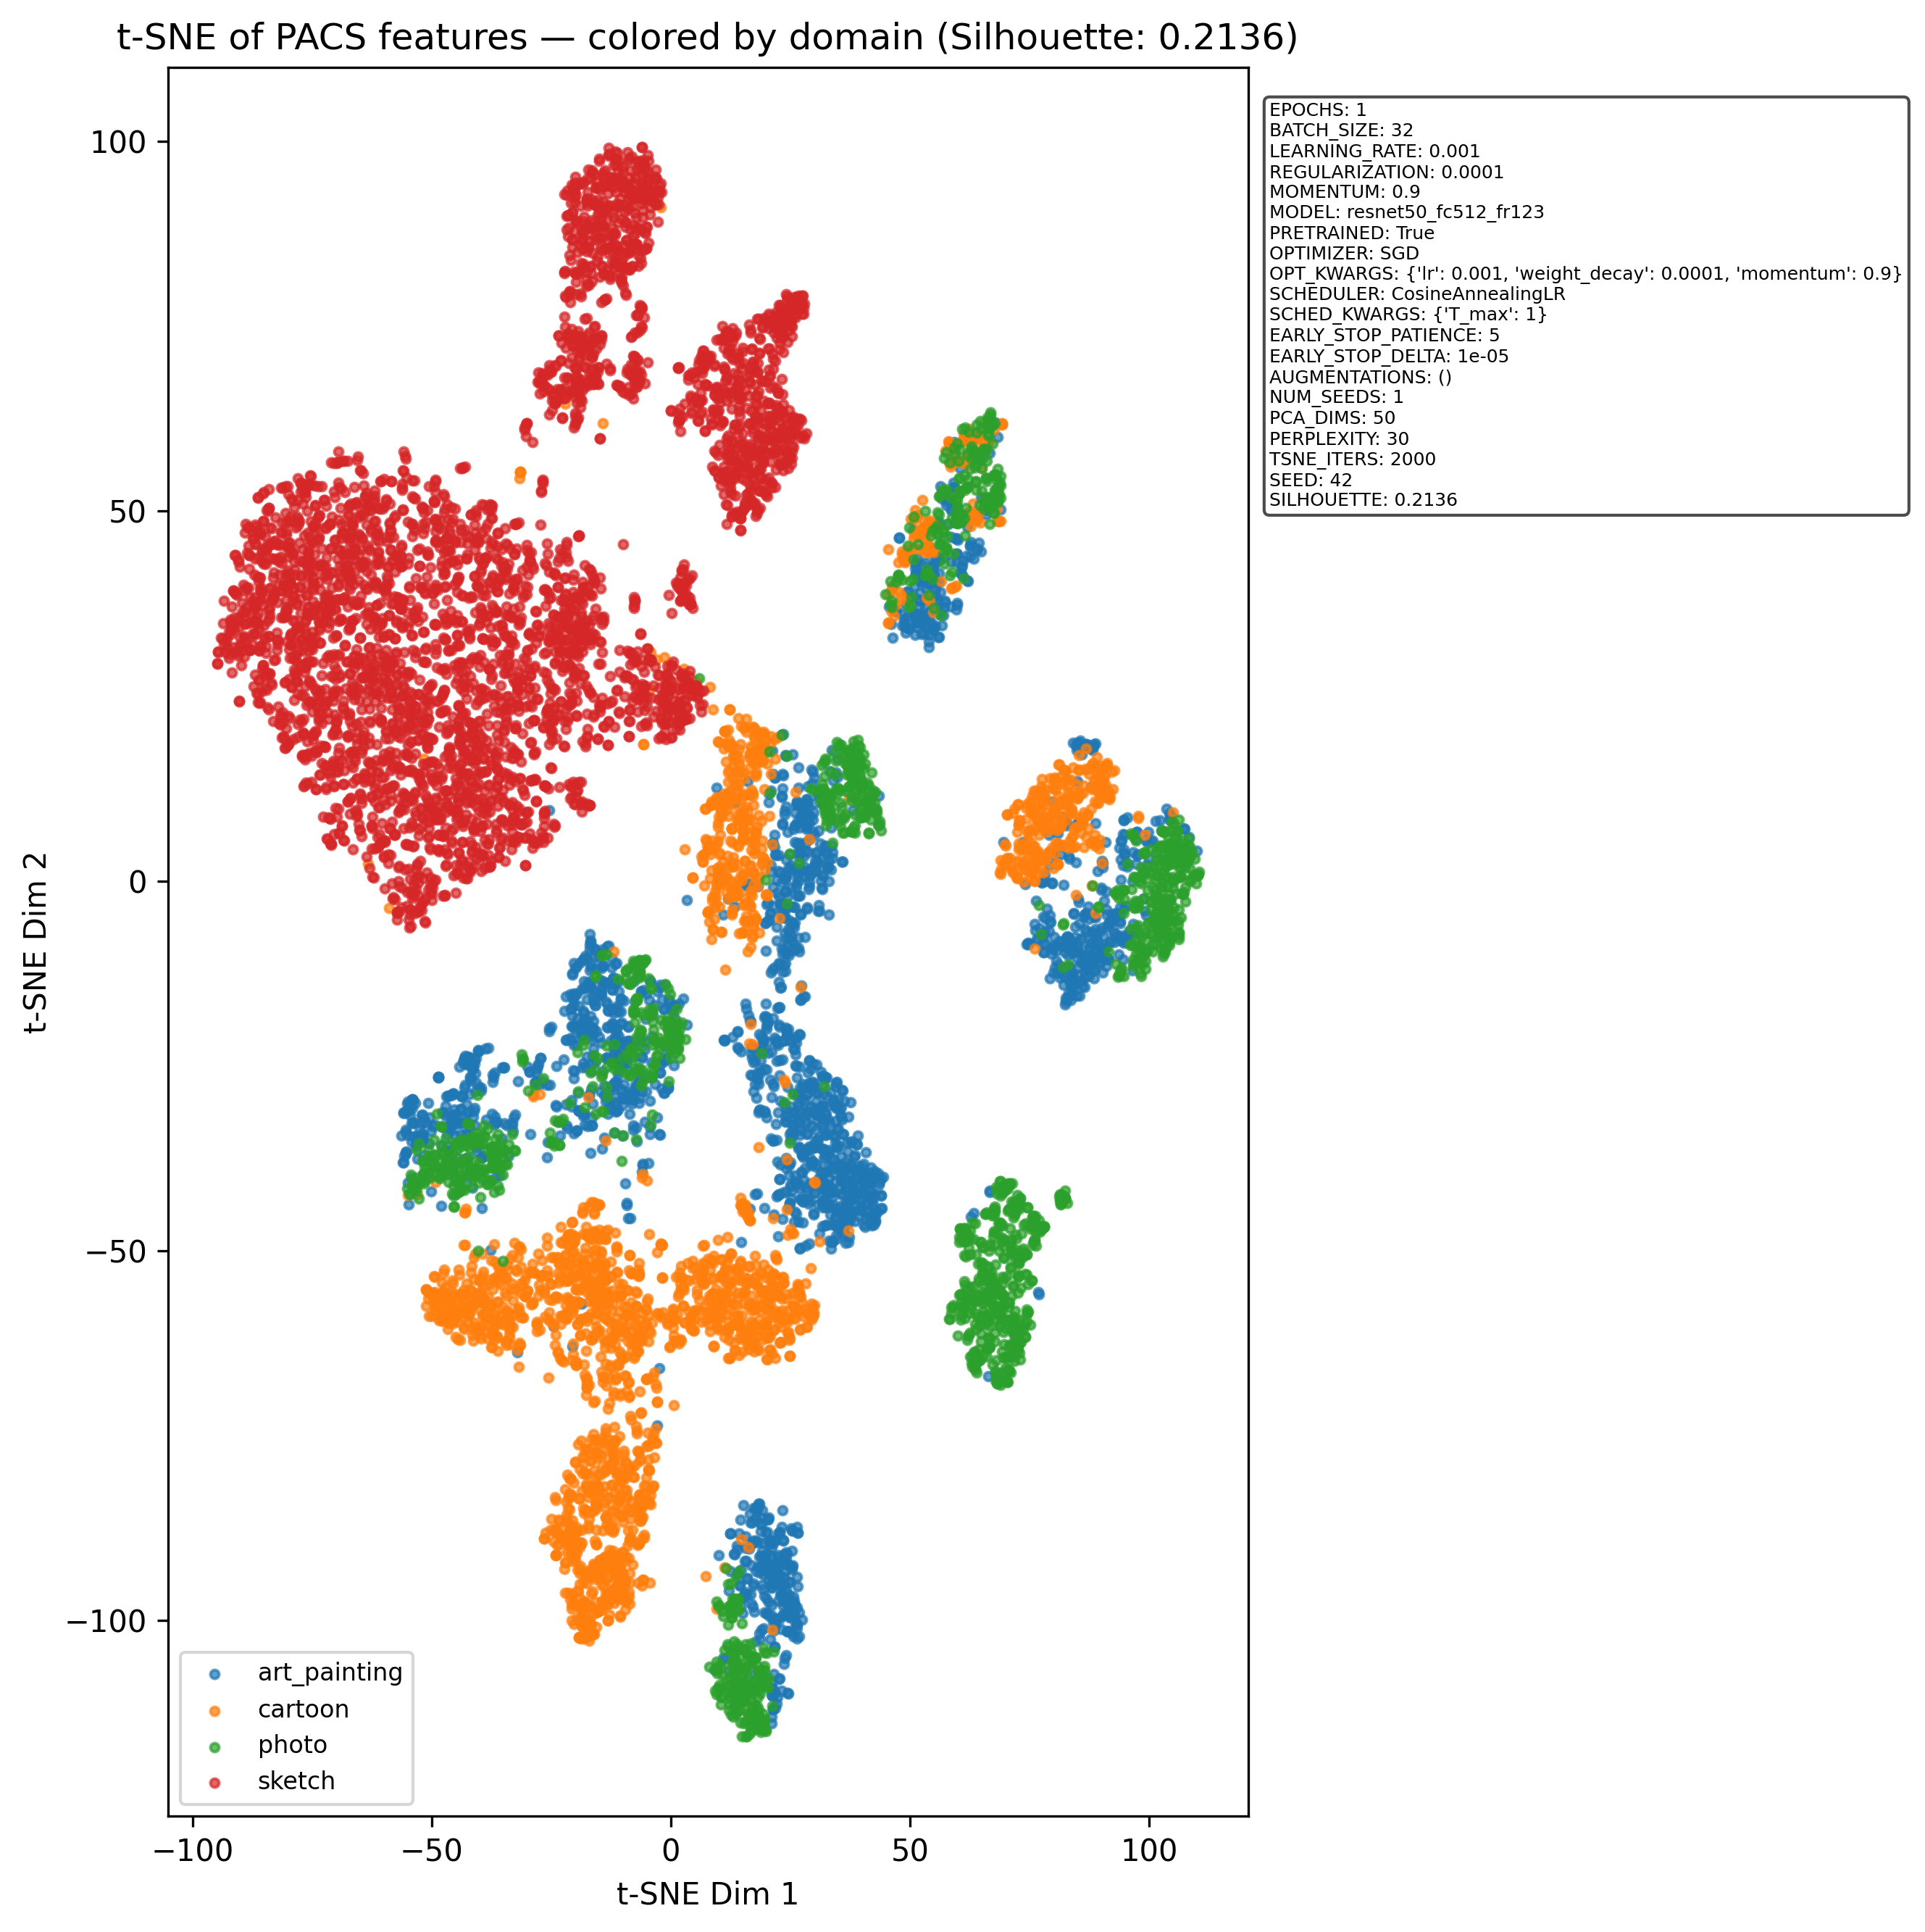 t-SNE of PACS features — colored by domain (Silhouette: 0.2136)
EPOCHS: 1
BATCH_SIZE: 32
LEARNING_RATE: 0.001
REGULARIZATION: 0.0001
MOMENTUM: 0.9
MODEL: resnet50_fc512_fr123
PRETRAINED: True
OPTIMIZER: SGD
OPT_KWARGS: {'lr': 0.001, 'weight_decay': 0.0001, 'momentum': 0.9}
SCHEDULER: CosineAnnealingLR
SCHED_KWARGS: {'T_max': 1}
EARLY_STOP_PATIENCE: 5
EARLY_STOP_DELTA: 1e-05
AUGMENTATIONS: ()
NUM_SEEDS: 1
PCA_DIMS: 50
PERPLEXITY: 30
TSNE_ITERS: 2000
SEED: 42
SILHOUETTE: 0.2136
100
50
0
−50
−100
t-SNE Dim 2
art_painting
cartoon
photo
sketch
−100
−50
0
50
100
t-SNE Dim 1